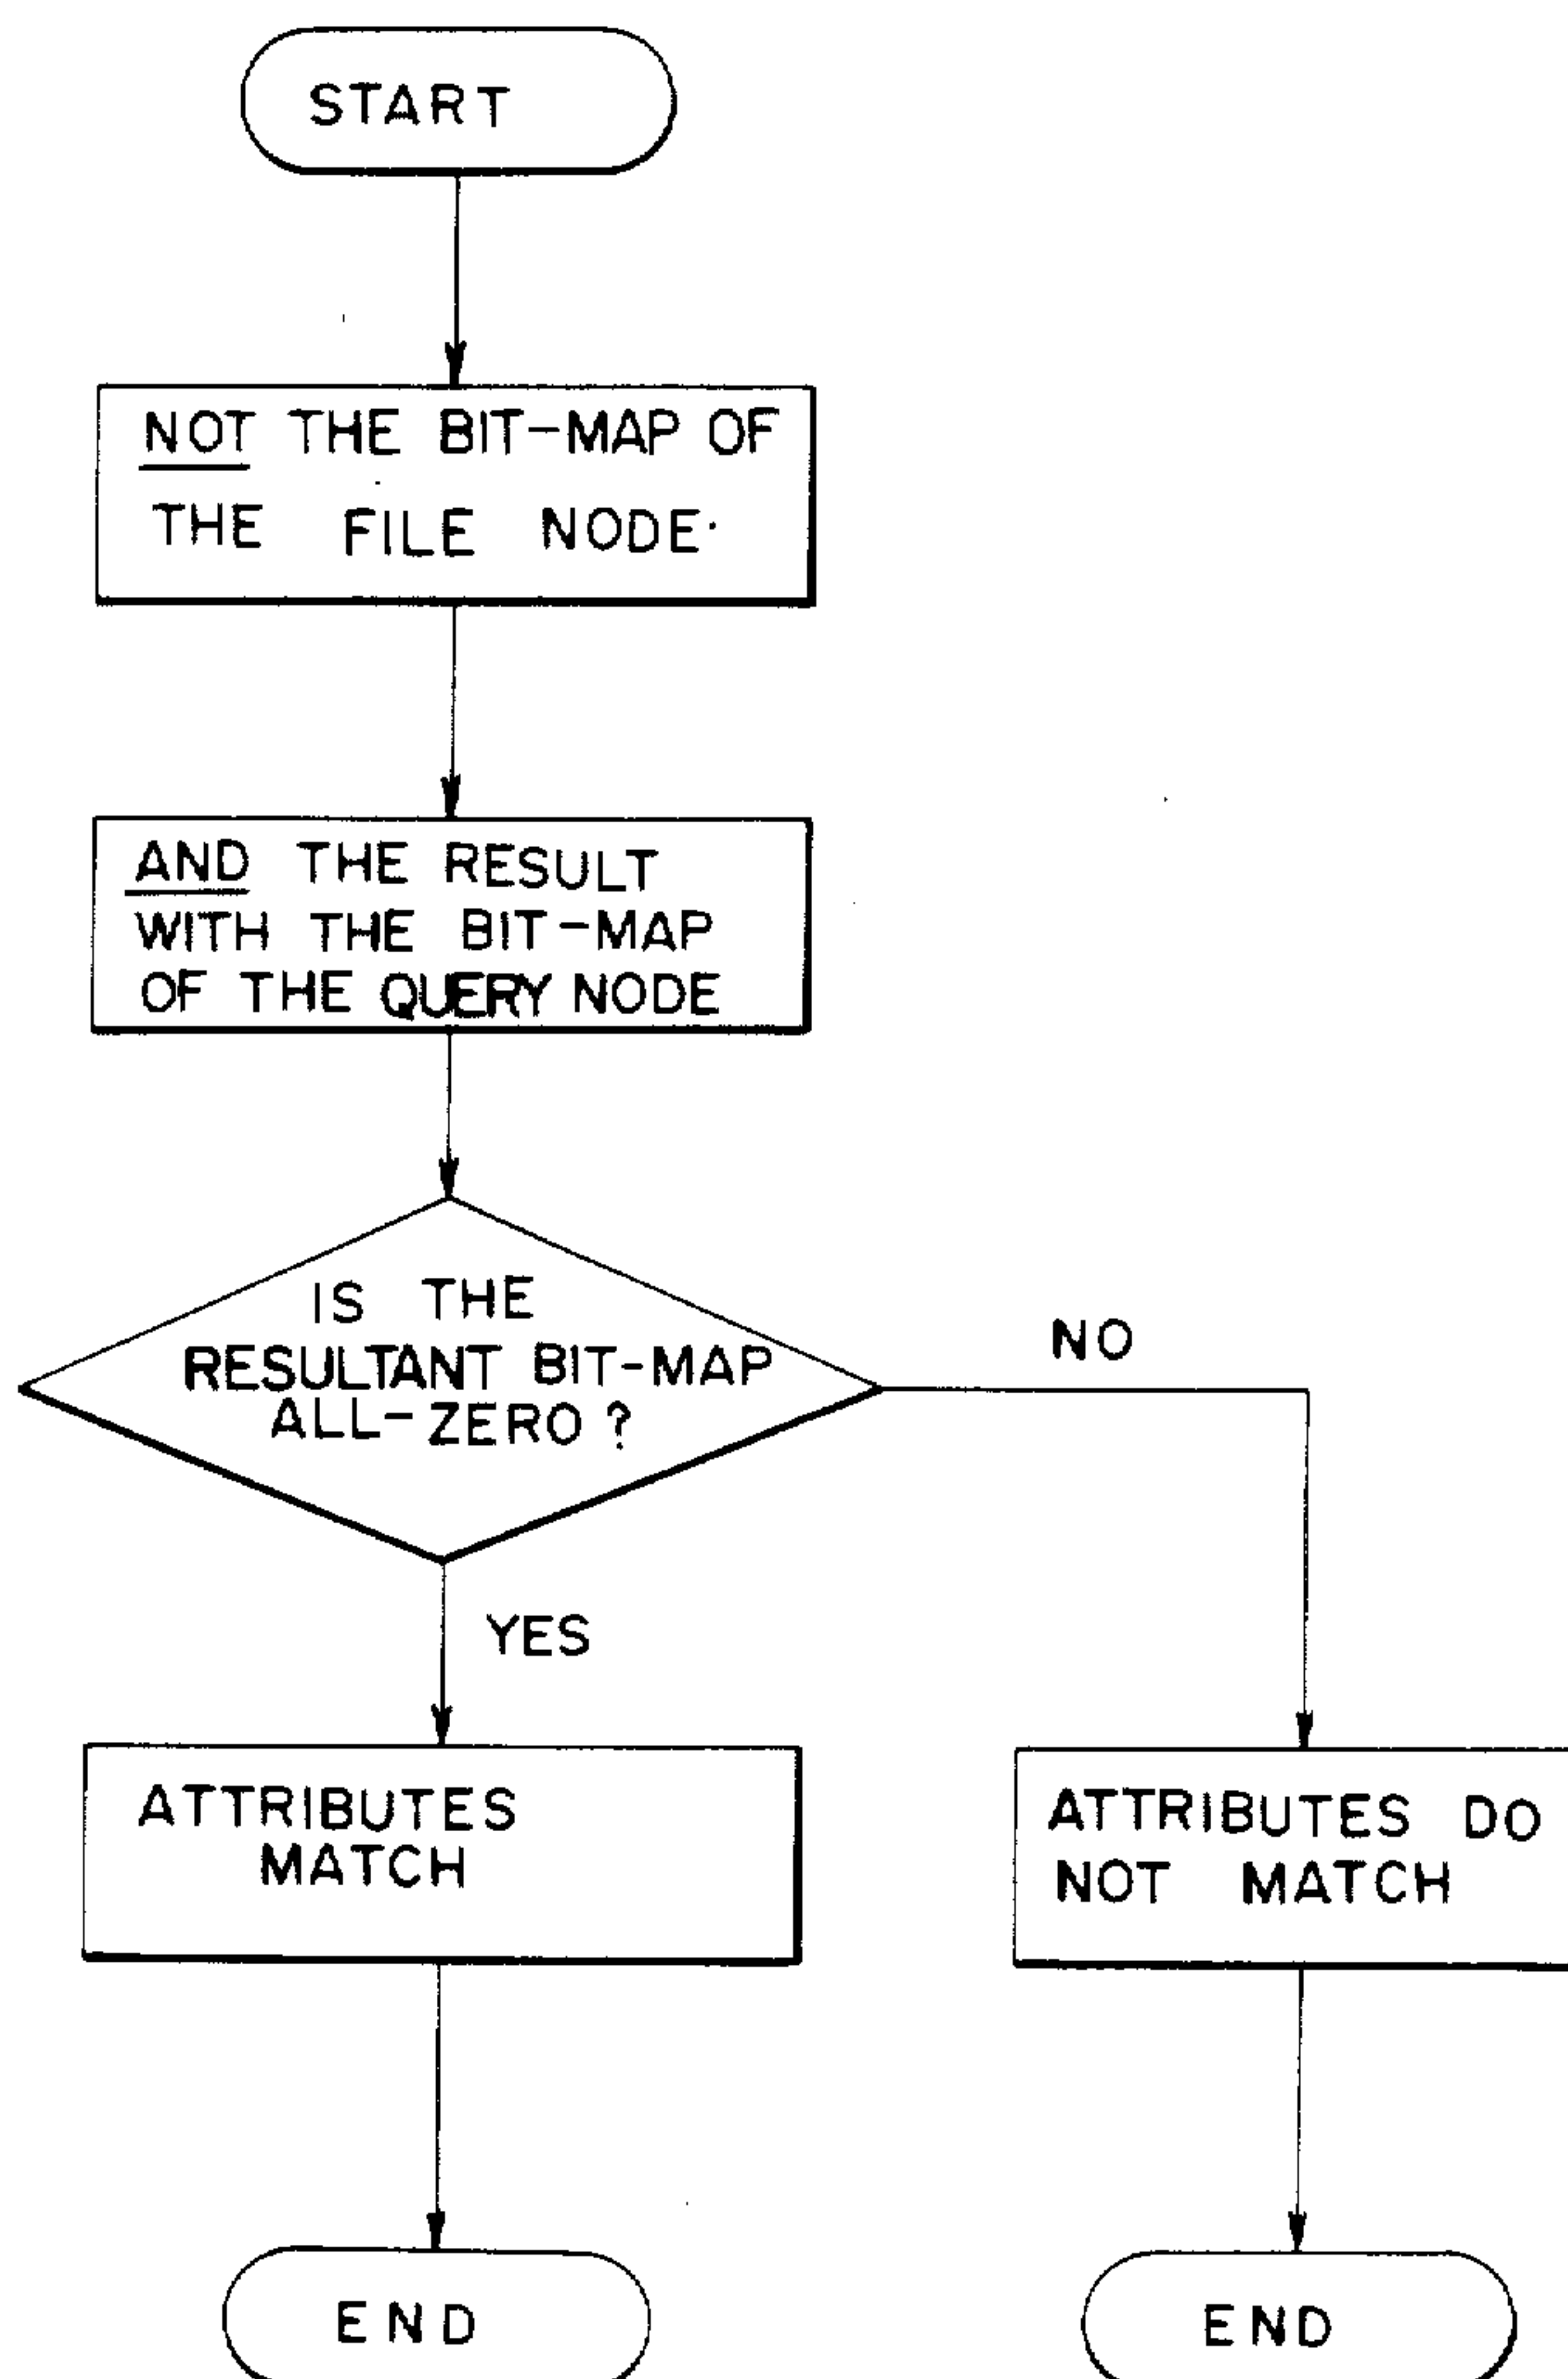 START
NOT THE BIT-MAP OF
THE FILE NODE
AND THE RESULT
WITH THE BIT-MAP
OF THE QUERY NODE
IS THE
RESULTANT BIT-MAP
ALL-ZERO?
NO
YES
ATTRIBUTES
MATCH
ATTRIBUTES DO
NOT MATCH
END
END